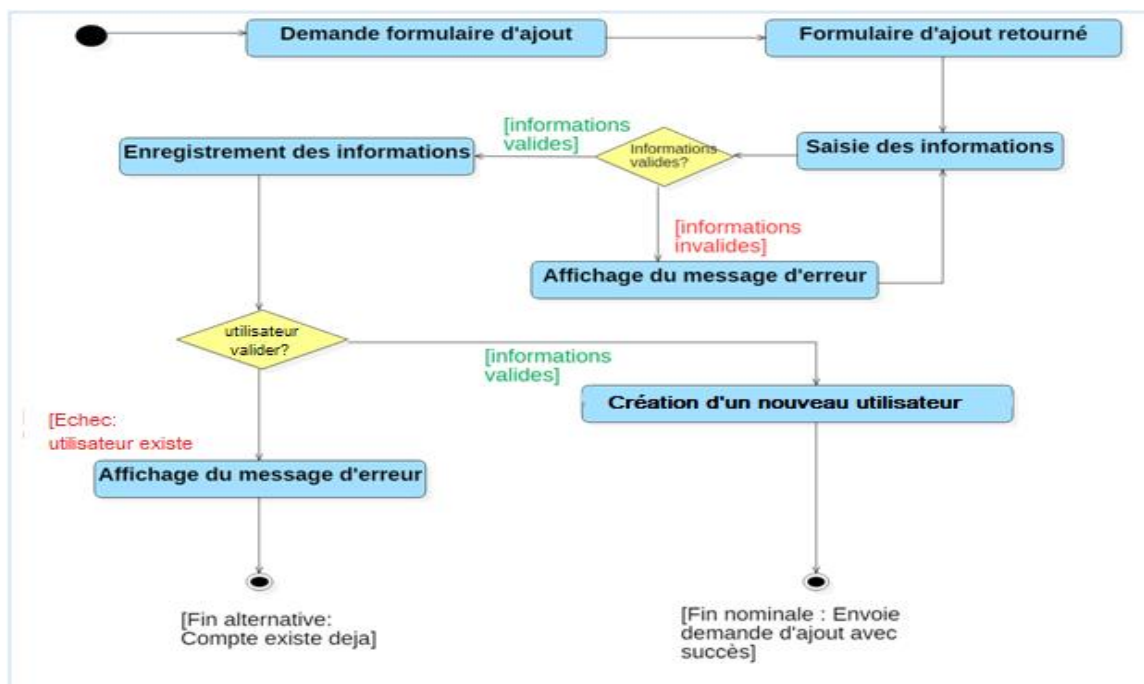 Demande formulaire d'ajout
Formulaire d'ajout retourné
[informations
valides]
Enregistrement des informations
Informations
valides?
Saisie des informations
[informations
invalides]
Affichage du message d'erreur
utilisateur
valider?
[informations
valides]
Création d'un nouveau utilisateur
[Echec:
utilisateur existe
Affichage du message d'erreur
[Fin alternative:
Compte existe deja]
[Fin nominale : Envoie
demande d'ajout avec
succès]